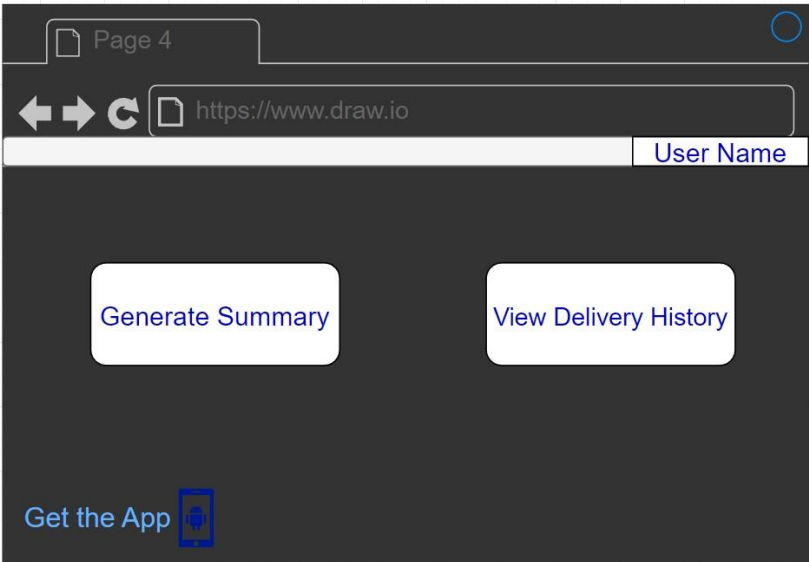 Page 4
https://www.draw.io
User Name
Generate Summary
View Delivery History
Get the App